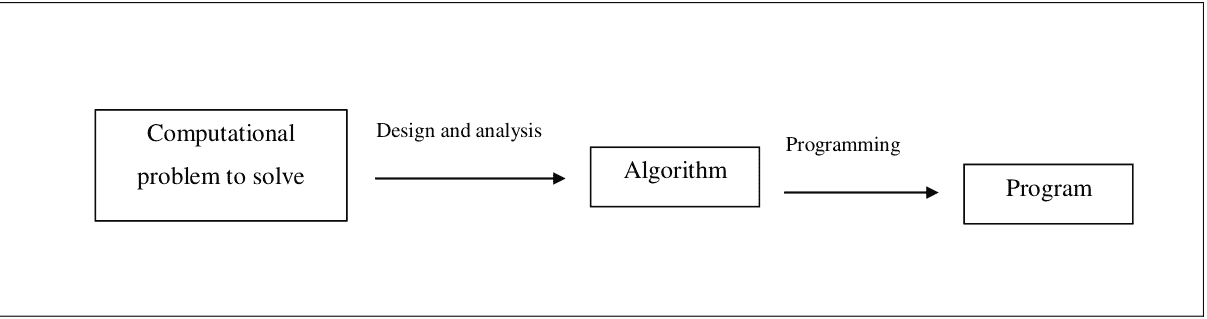 Computational
problem to solve
Design and analysis
Algorithm
Programming
Program